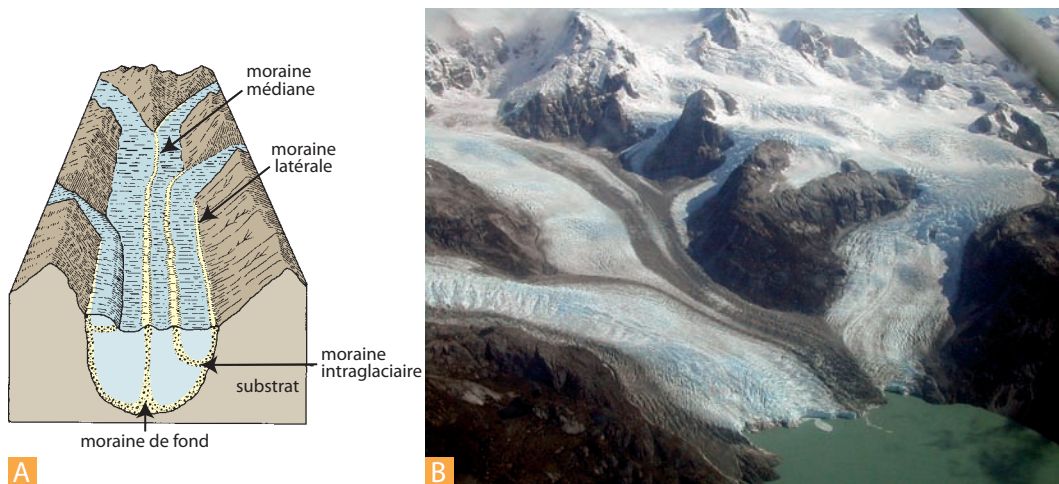 moraine
médiane
moraine
latérale
moraine
intraglaciaire
substrat
moraine de fond
A
B